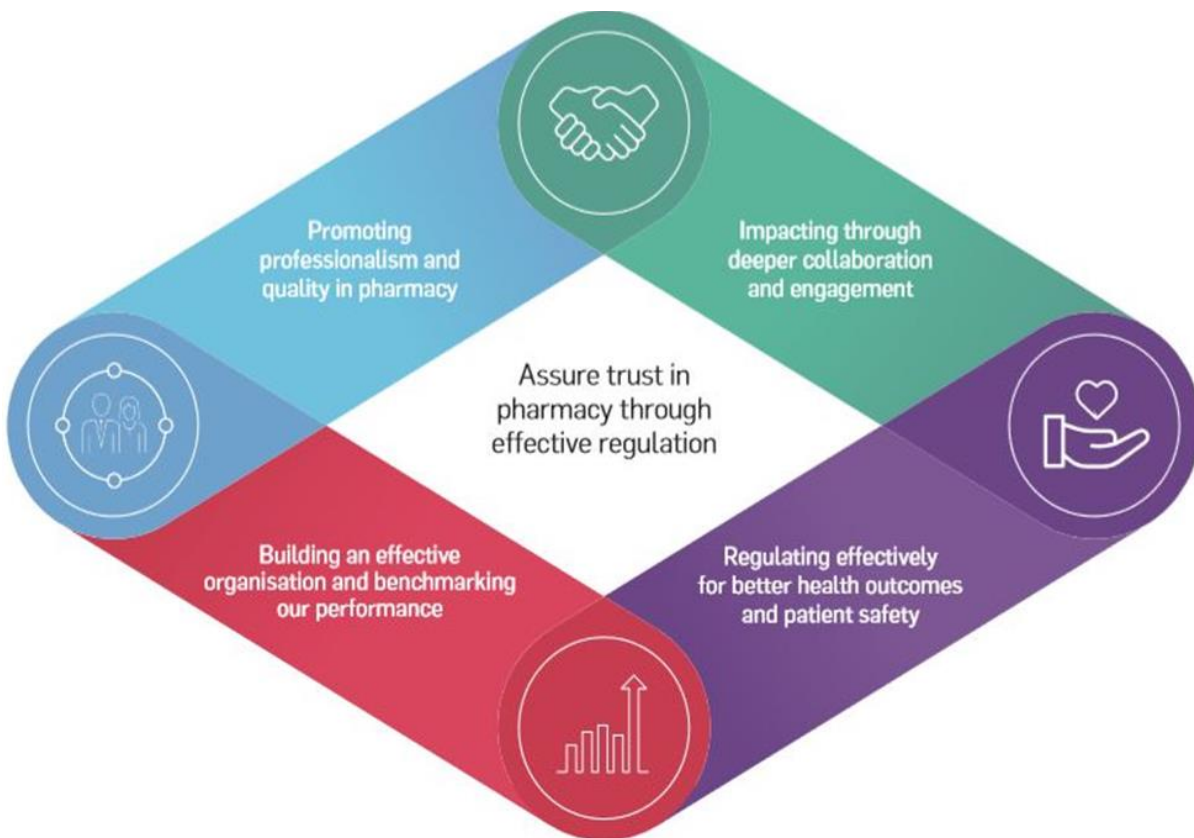 Promoting
professionalism and
quality in pharmacy
Impacting through
deeper collaboration
and engagement
Assure trust in
pharmacy through
effective regulation
Building an effective
organisation and benchmarking
our performance
Regulating effectively
for better health outcomes
and patient safety